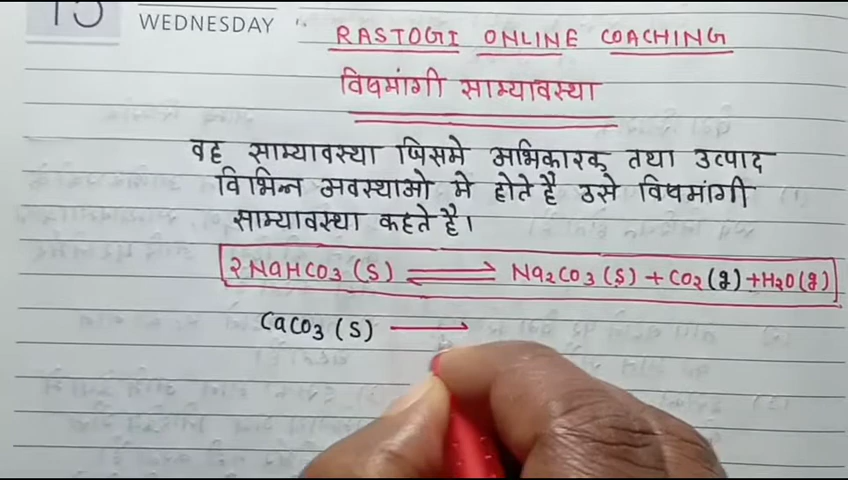 WEDNESDAY
RASTOGI ONLINE COACHING
विषमांगी साम्यावस्था
वह साम्यावस्था जिसमे अभिकारक तथा उत्पाद
विभिन्न अवस्थाओ मे होते है उसे विषमांगी
साम्यावस्था कहते है।
2NaHCO3 (S) ⇌ Na2CO3 (S) + CO2 (g) + H2O (g)
CaCO3 (S) →